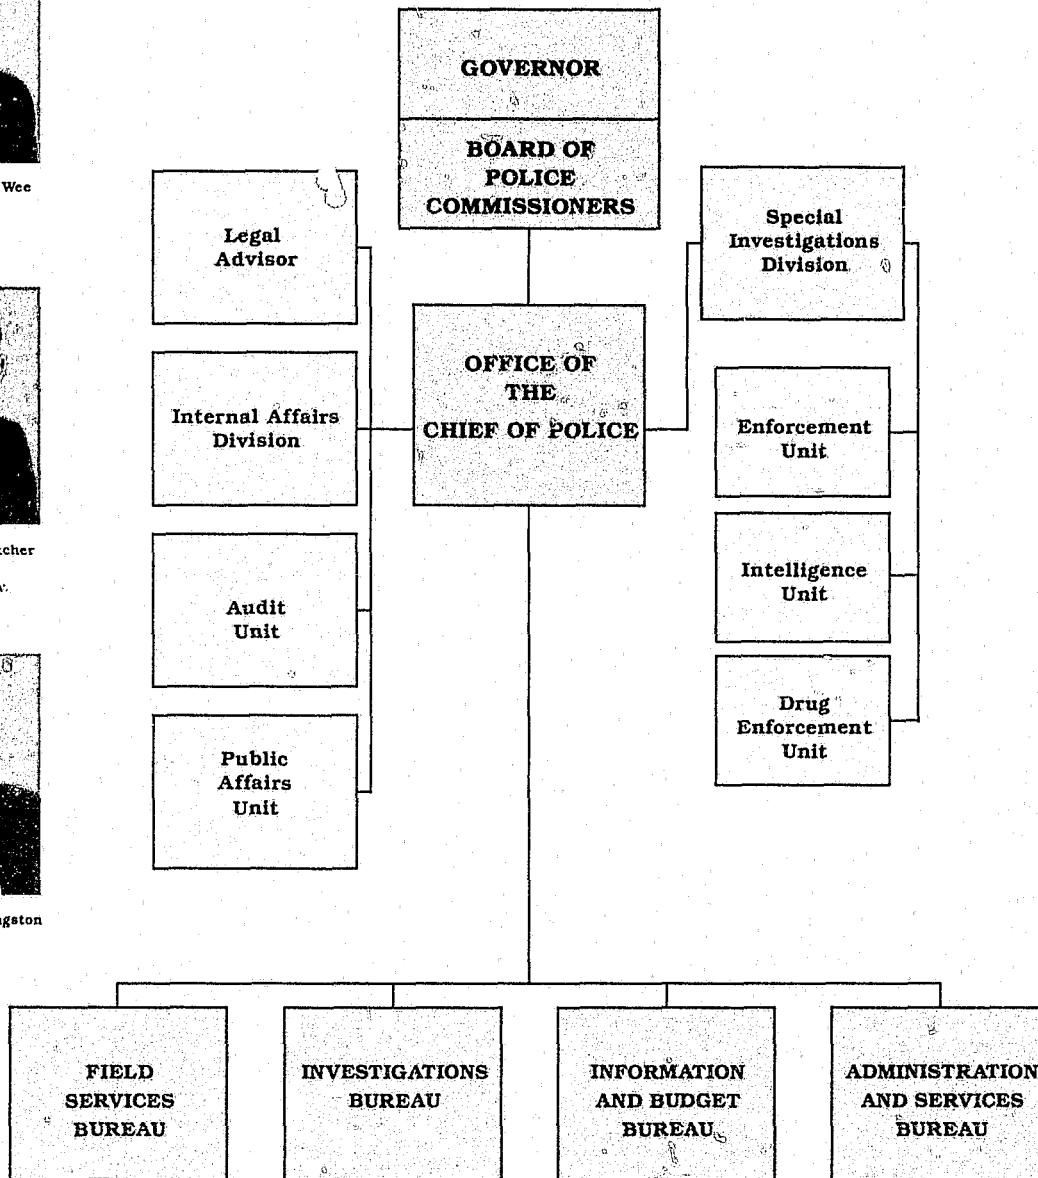 GOVERNOR
BOARD OF
POLICE
COMMISSIONERS
Wee
Legal
Advisor
Special
Investigations
Division
OFFICE OF
THE
CHIEF OF POLICE
Internal Affairs
Division
Enforcement
Unit
cher
Intelligence
Unit
Audit
Unit
Drug
Enforcement
Unit
Public
Affairs
Unit
gston
FIELD
SERVICES
BUREAU
INVESTIGATIONS
BUREAU
INFORMATION
AND BUDGET
BUREAU
ADMINISTRATION
AND SERVICES
BUREAU